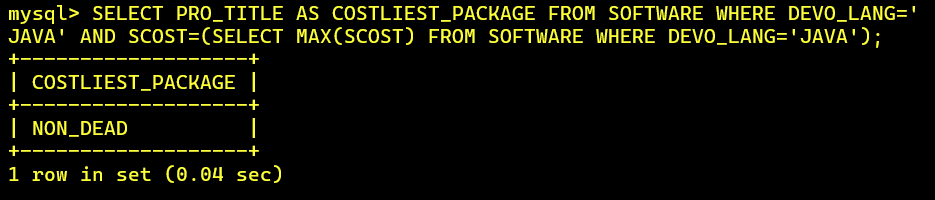 mysql> SELECT PRO_TITLE AS COSTLIEST_PACKAGE FROM SOFTWARE WHERE DEVO_LANG='
JAVA' AND SCOST=(SELECT MAX(SCOST) FROM SOFTWARE WHERE DEVO_LANG='JAVA');
+-------------------+
| COSTLIEST_PACKAGE |
+-------------------+
| NON_DEAD          |
+-------------------+
1 row in set (0.04 sec)